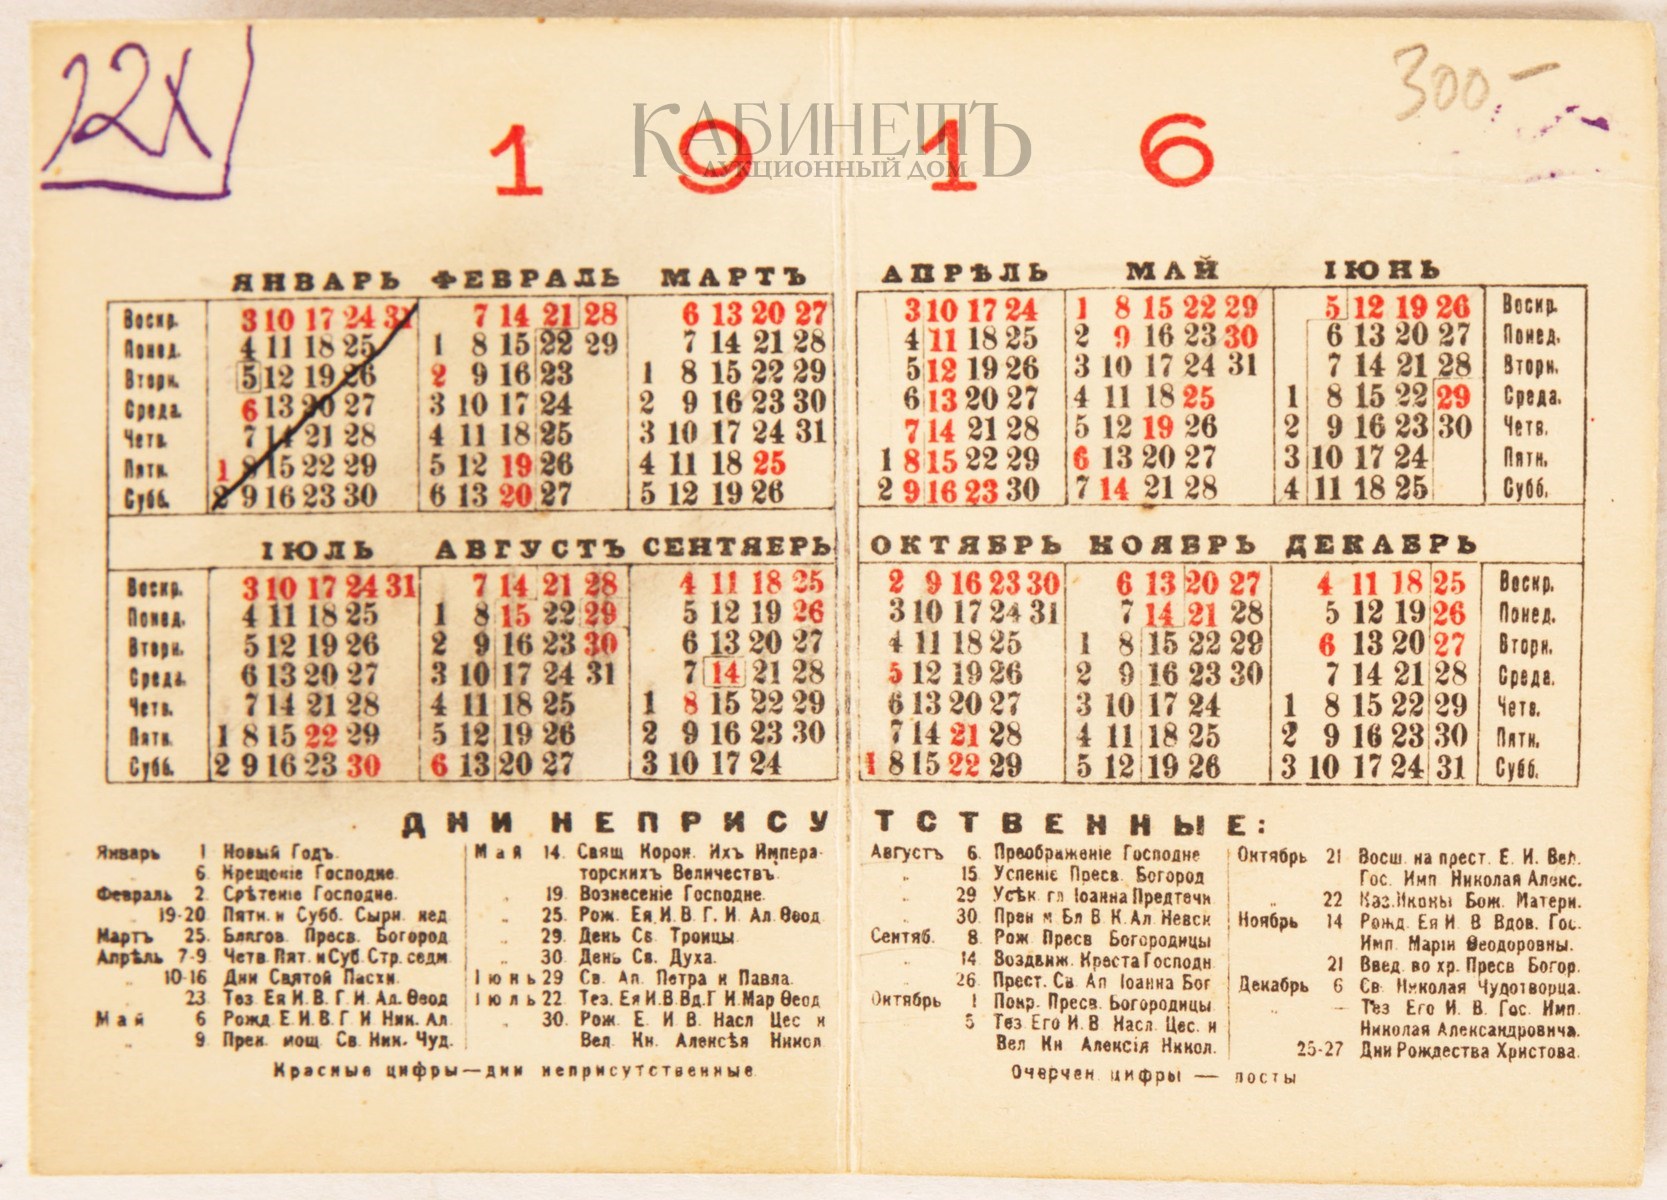 22X
300-
КАБИНЕТЪ
АУКЦИОННЫЙ ДОМ
1 9 1 6
ЯНВАРЬ ФЕВРАЛЬ МАРТЪ АПРѢЛЬ МАЙ ІЮНЬ
Воскр. 3 10 17 24 31 7 14 21 28 6 13 20 27 3 10 17 24 1 8 15 22 29 5 12 19 26 Воскр.
Понед. 4 11 18 25 1 8 15 22 29 7 14 21 28 4 11 18 25 2 9 16 23 30 6 13 20 27 Понед.
Вторн. 5 12 19 26 2 9 16 23 1 8 15 22 29 5 12 19 26 3 10 17 24 31 7 14 21 28 Вторн.
Среда. 6 13 20 27 3 10 17 24 2 9 16 23 30 6 13 20 27 4 11 18 25 1 8 15 22 29 Среда.
Четв. 7 14 21 28 4 11 18 25 3 10 17 24 31 7 14 21 28 5 12 19 26 2 9 16 23 30 Четв.
Пятн. 1 8 15 22 29 5 12 19 26 4 11 18 25 1 8 15 22 29 6 13 20 27 3 10 17 24 Пятн.
Субб. 2 9 16 23 30 6 13 20 27 5 12 19 26 2 9 16 23 30 7 14 21 28 4 11 18 25 Субб.
ІЮЛЬ АВГУСТЪ СЕНТЯБРЬ ОКТЯБРЬ НОЯБРЬ ДЕКАБРЬ
Воскр. 3 10 17 24 31 7 14 21 28 4 11 18 25 2 9 16 23 30 6 13 20 27 4 11 18 25 Воскр.
Понед. 4 11 18 25 1 8 15 22 29 5 12 19 26 3 10 17 24 31 7 14 21 28 5 12 19 26 Понед.
Вторн. 5 12 19 26 2 9 16 23 30 6 13 20 27 4 11 18 25 1 8 15 22 29 6 13 20 27 Вторн.
Среда. 6 13 20 27 3 10 17 24 31 7 14 21 28 5 12 19 26 2 9 16 23 30 7 14 21 28 Среда.
Четв. 7 14 21 28 4 11 18 25 1 8 15 22 29 6 13 20 27 3 10 17 24 1 8 15 22 29 Четв.
Пятн. 1 8 15 22 29 5 12 19 26 2 9 16 23 30 7 14 21 28 4 11 18 25 2 9 16 23 30 Пятн.
Субб. 2 9 16 23 30 6 13 20 27 3 10 17 24 1 8 15 22 29 5 12 19 26 3 10 17 24 31 Субб.
ДНИ НЕПРИСУТСТВЕННЫЕ:
Январь 1 Новый Годъ.
„ 6. Крещеніе Господне.
Февраль 2. Срѣтеніе Господне.
19-20 Пятн. и Субб. Сырн. нед
Мартъ 25. Благов. Пресв. Богород
Апрѣль 7-9 Четв. Пят. и Суб. Стр. седм
„ 10-16 Дни Святой Пасхи.
„ 23. Тез. Ея И. В. Г. И. Ал. Ѳеод
Май 6 Рожд. Е. И. В. Г И Ник. Ал.
„ 9 Прен. мощ. Св. Ник. Чуд.
Май 14. Свящ Корон. Ихъ Импера-
торскихъ Величествъ.
„ 19. Вознесеніе Господне.
„ 25. Рож. Ея. И. В. Г. И. Ал. Ѳеод
„ 29. День Св Троицы
„ 30 День Св. Духа.
Іюнь 29 Св. Ап. Петра и Павла.
Іюль 22 Тез. Ея И. В. Вд. Г И. Мар Ѳеод
„ 30. Рож. Е. И В. Насл Цес и
Вел. Кн. Алексѣя Никол
Красные цифры—дни неприсутственные
Августъ 6. Преображеніе Господне
„ 15 Успеніе Пресв. Богород
„ 29 Усѣк. гл Іоанна Предтечи
„ 30. Прен м. Бл В. К. Ал. Невск
Сентяб. 8. Рож Пресв Богородицы
„ 14 Воздвиж. Креста Господн
„ 26. Прест. Св Ап Іоанна Бог
Октябрь 1 Покр. Пресв. Богородицы
5 Тез Его И. В. Насл. Цес. и
Вел Кн Алексія Никол.
Октябрь 21 Восш. на прест. Е. И. Вел.
Гос. Имп Николая Алекс.
„ 22 Каз. Иконы Бож. Матери.
Ноябрь 14 Рожд. Ея И. В Вдов. Гос.
Имп. Маріи Ѳеодоровны.
21 Введ. во хр. Пресв Богор.
Декабрь 6 Св. Николая Чудотворца.
„ — Тез Его И. В. Гос. Имп.
Николая Александровича.
25-27 Дни Рождества Христова.
Очерчен. цифры — посты